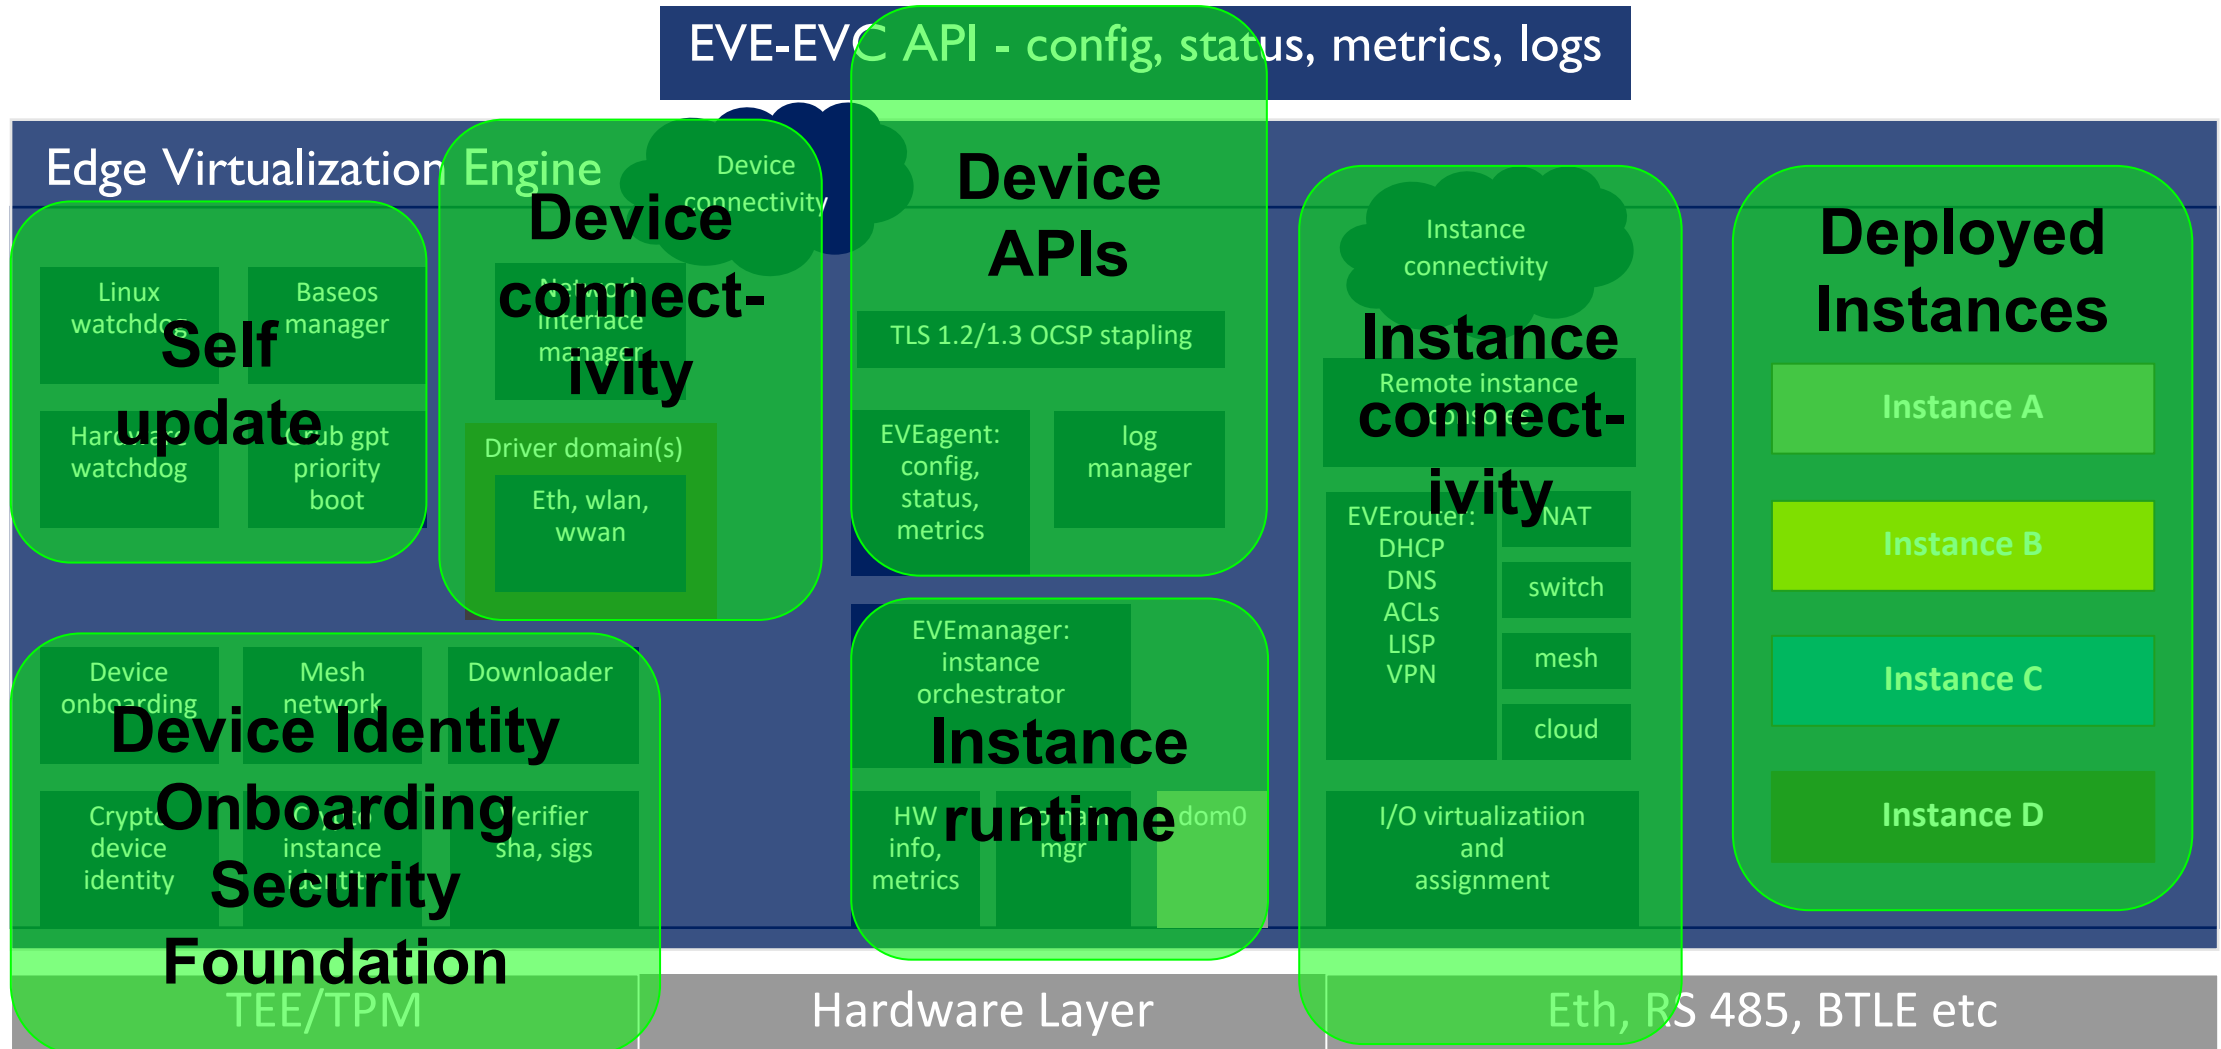 EVE-EVC API - config, status, metrics, logs
Edge Virtualization Engine
Device
connectivity
Device
connect-
ivity
Network
Interface
manager
Driver domain(s)
Eth, wlan,
wwan
Linux
watchdog
Baseos
manager
Self
update
Hardware
watchdog
Grub gpt
priority
boot
Device
APIs
TLS 1.2/1.3 OCSP stapling
EVEagent:
config,
status,
metrics
log
manager
Instance
connectivity
Instance
connect-
ivity
Remote instance
consoles
EVErouter:
DHCP
DNS
ACLs
LISP
VPN
NAT
switch
mesh
cloud
I/O virtualizatiion
and
assignment
Deployed
Instances
Instance A
Instance B
Instance C
Instance D
Device
onboarding
Mesh
network
Downloader
Device Identity
Onboarding
Security
Foundation
Crypto
device
identity
Crypto
instance
identity
Verifier
sha, sigs
EVEmanager:
instance
orchestrator
Instance
runtime
HW
info,
metrics
Domain
mgr
dom0
TEE/TPM
Hardware Layer
Eth, RS 485, BTLE etc